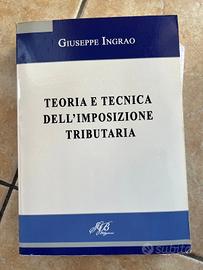 GIUSEPPE INGRAO
TEORIA E TECNICA
DELL'IMPOSIZIONE
TRIBUTARIA
subito